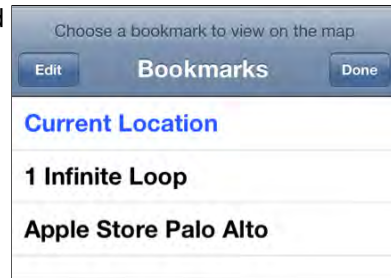 Choose a bookmark to view on the map
Edit Bookmarks Done
Current Location
1 Infinite Loop
Apple Store Palo Alto